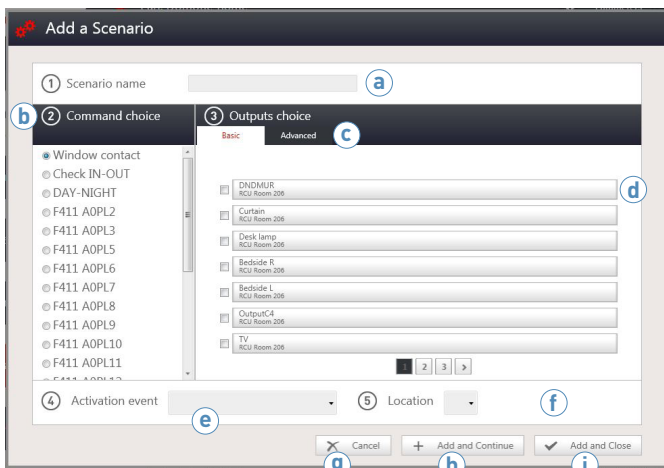 Add a Scenario
1 Scenario name
a
b
2 Command choice
3 Outputs choice
Basic Advanced
c
Window contact
Check IN-OUT
DAY-NIGHT
F411 A0PL2
F411 A0PL3
F411 A0PL5
F411 A0PL6
F411 A0PL7
F411 A0PL8
F411 A0PL9
F411 A0PL10
F411 A0PL11
F411 A0PL12
d
DNDMUR
RCU Room 206
Curtain
RCU Room 206
Desk lamp
RCU Room 206
Bedside R
RCU Room 206
Bedside L
RCU Room 206
OutputC4
RCU Room 206
TV
RCU Room 206
1 2 3 >
4 Activation event
e
5 Location
f
Cancel + Add and Continue Add and Close
g h i